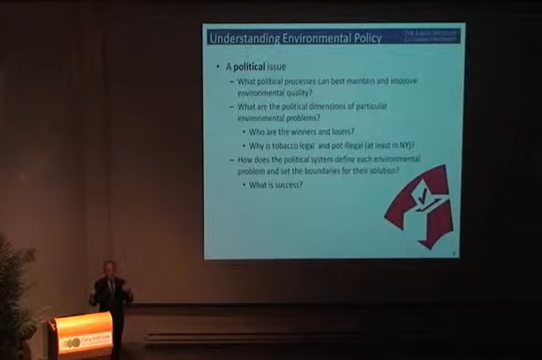 Understanding Environmental Policy
• A political issue
– What political processes can best maintain and improve
environmental quality?
– What are the political dimensions of particular
environmental problems?
• Who are the winners and losers?
• Why is tobacco legal and pot illegal (at least in NY)?
– How does the political system define each environmental
problem and set the boundaries for their solution?
• What is success?